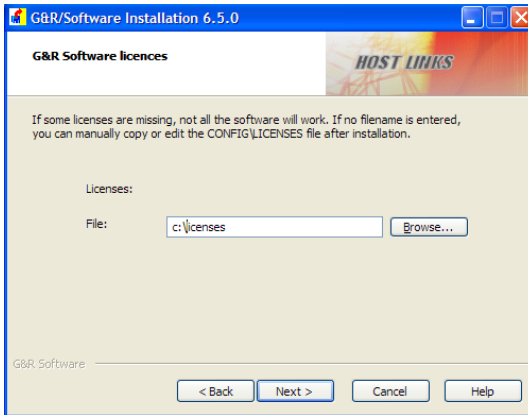 G&R/Software Installation 6.5.0
G&R Software licences
HOST LINKS
If some licenses are missing, not all the software will work. If no filename is entered,
you can manually copy or edit the CONFIG\LICENSES file after installation.
Licenses:
File:
c:\licenses
Browse...
G&R Software
< Back
Next >
Cancel
Help